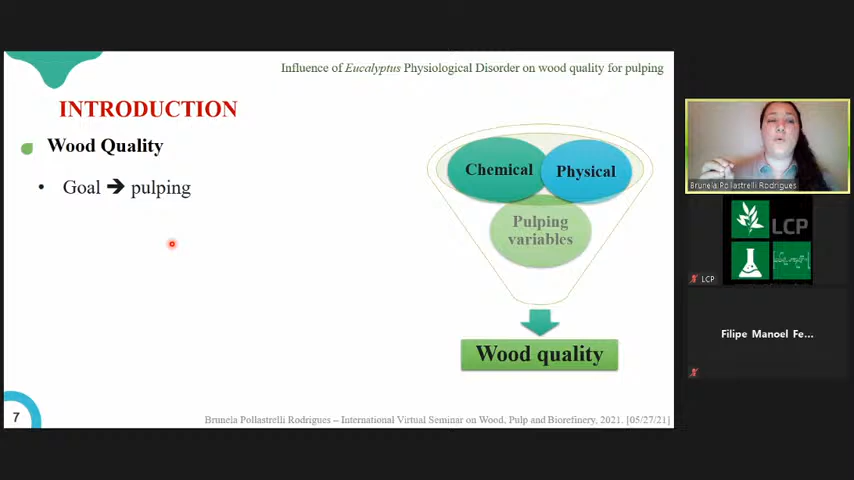 Influence of Eucalyptus Physiological Disorder on wood quality for pulping
INTRODUCTION
Wood Quality
• Goal ➔ pulping
Chemical
Physical
Pulping
variables
Wood quality
7
Brunela Pollastrelli Rodrigues – International Virtual Seminar on Wood, Pulp and Biorefinery, 2021. [05/27/21]
Brunela Pollastrelli Rodrigues
LCP
LCP
Filipe Manoel Fe...